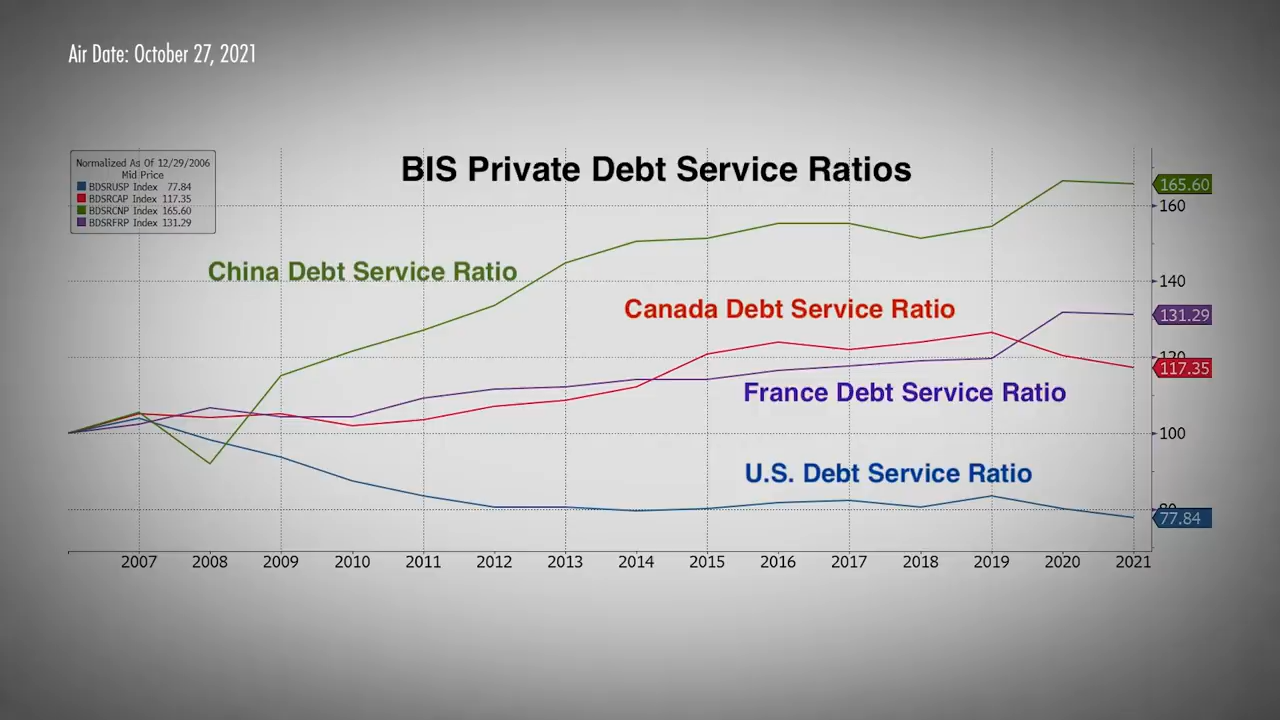 Air Date: October 27, 2021
BIS Private Debt Service Ratios
Normalized As Of 12/29/2006
Mid Price
BDSRUSP Index 77.84
BDSRCAP Index 117.35
BDSRCNP Index 165.60
BDSRFRP Index 131.29
165.60
160
China Debt Service Ratio
140
Canada Debt Service Ratio
131.29
120
117.35
France Debt Service Ratio
100
U.S. Debt Service Ratio
80
77.84
2007 2008 2009 2010 2011 2012 2013 2014 2015 2016 2017 2018 2019 2020 2021